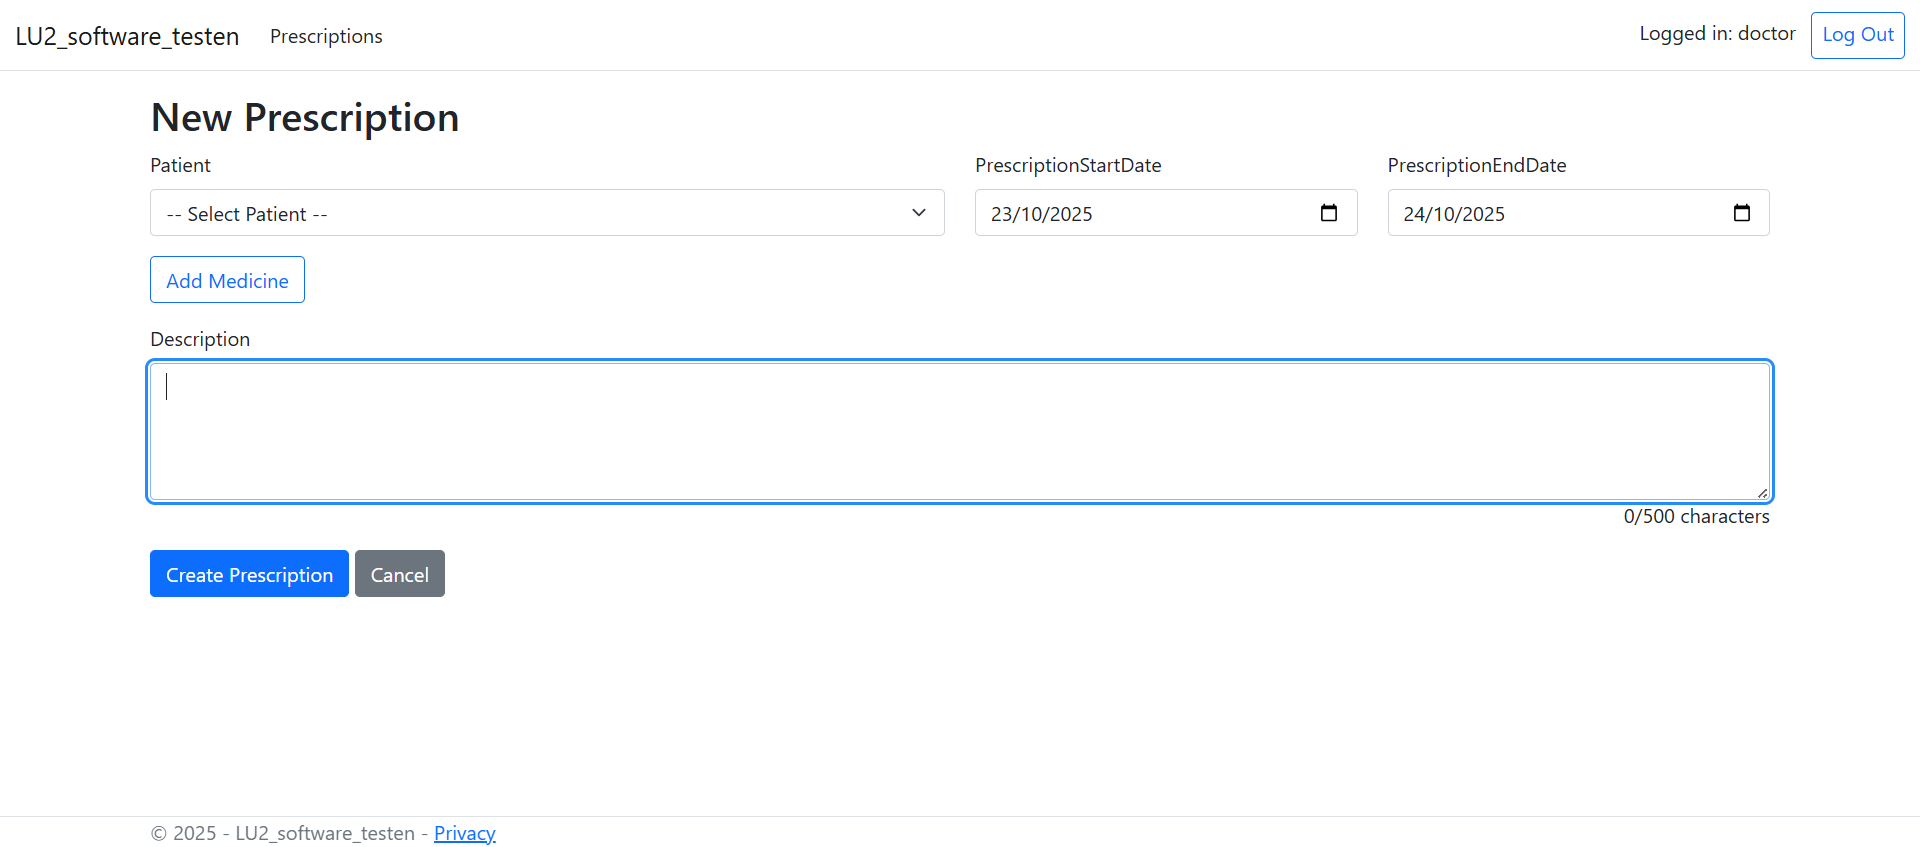 LU2_software_testen Prescriptions Logged in: doctor Log Out
New Prescription
Patient PrescriptionStartDate PrescriptionEndDate
-- Select Patient -- 23/10/2025 24/10/2025
Add Medicine
Description
0/500 characters
Create Prescription Cancel
© 2025 - LU2_software_testen - Privacy